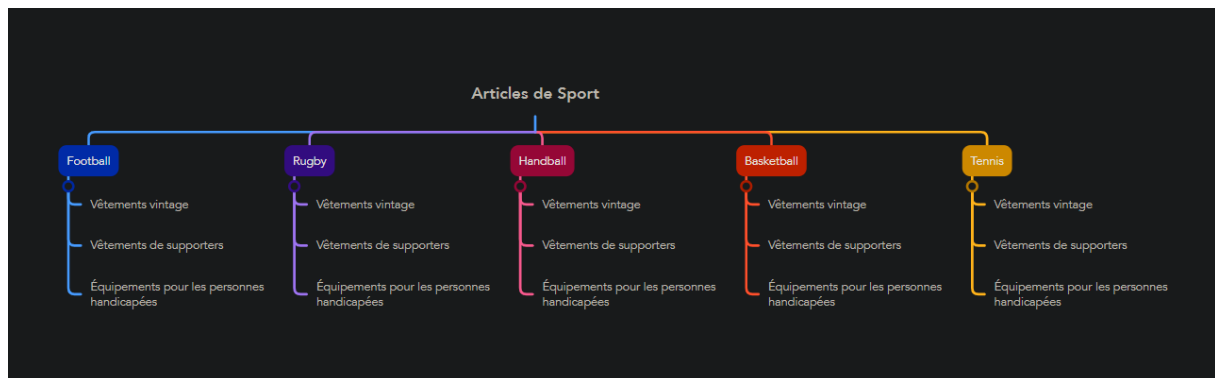 Articles de Sport
Football
Rugby
Handball
Basketball
Tennis
Vêtements vintage
Vêtements vintage
Vêtements vintage
Vêtements vintage
Vêtements vintage
Vêtements de supporters
Vêtements de supporters
Vêtements de supporters
Vêtements de supporters
Vêtements de supporters
Équipements pour les personnes
handicapées
Équipements pour les personnes
handicapées
Équipements pour les personnes
handicapées
Équipements pour les personnes
handicapées
Équipements pour les personnes
handicapées